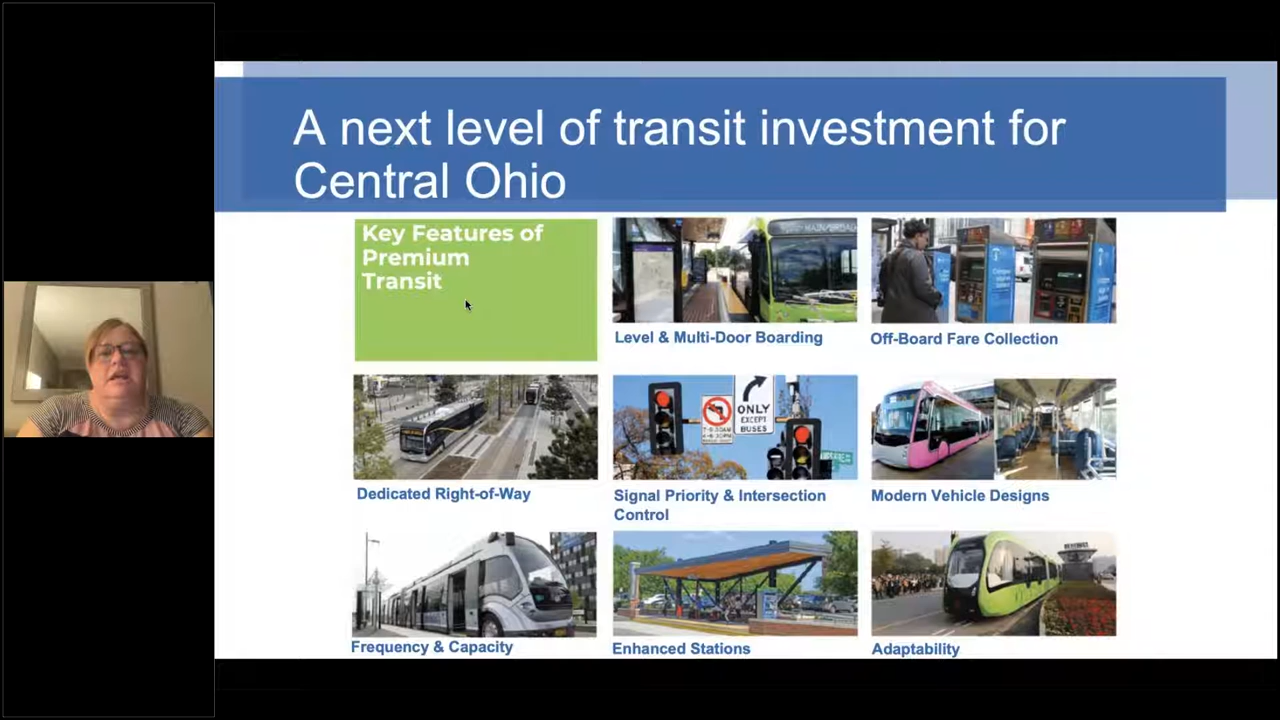 A next level of transit investment for
Central Ohio
Key Features of
Premium
Transit
Level & Multi-Door Boarding
Off-Board Fare Collection
ONLY
EXCEPT
BUSES
Dedicated Right-of-Way
Signal Priority & Intersection
Control
Modern Vehicle Designs
Frequency & Capacity
Enhanced Stations
Adaptability